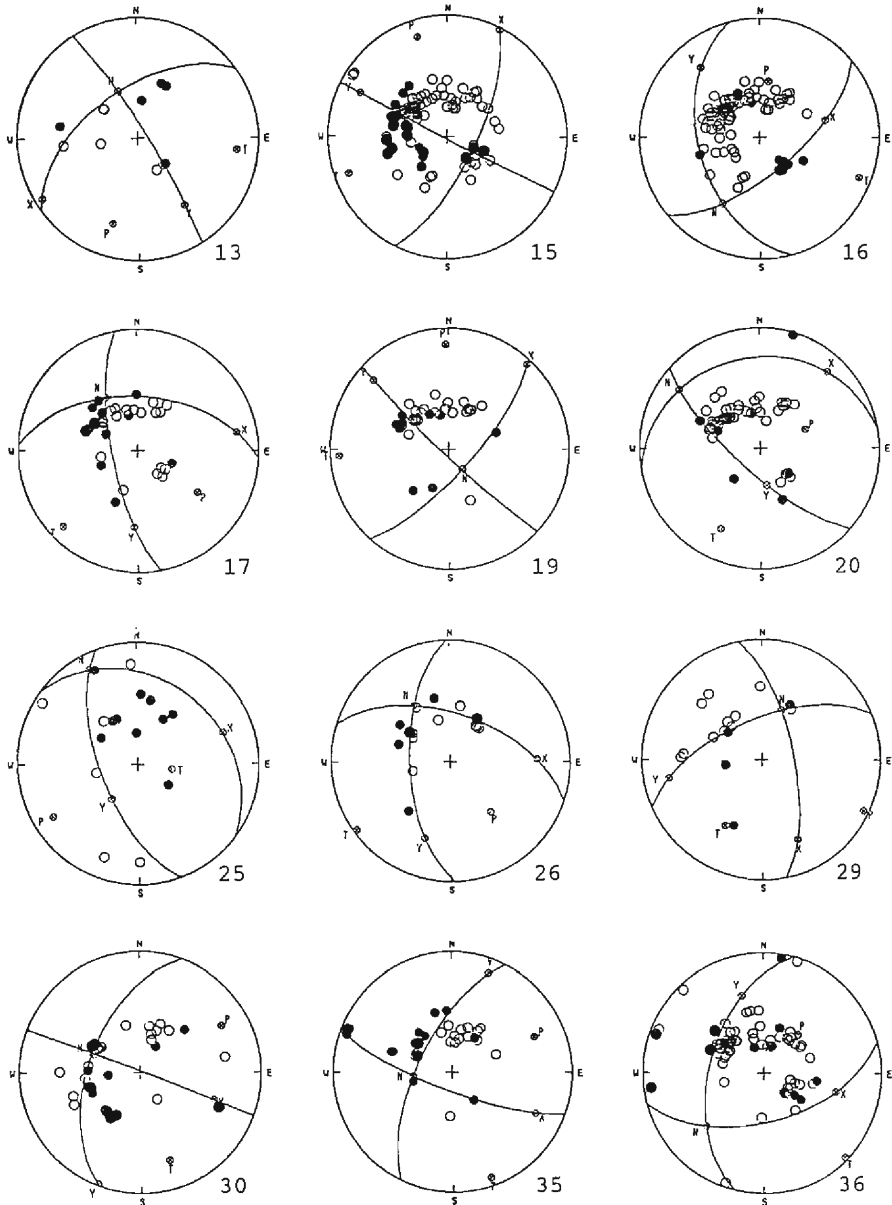 N N N
P X P
N Y
X
W E W E W E
T T T
X Y
P N
S S S
13 15 16
N N N
P X X
Y N
N X P
W E W T E W E
P N Y
T Y T
S S S
17 19 20
N N N
N N N
X X Y
W T E W E W E
P Y P T X
T Y
S S S
25 26 29
N N N
P Y P Y P
N
W E W N E W E
X X X
T N
Y T
S S S
30 35 36